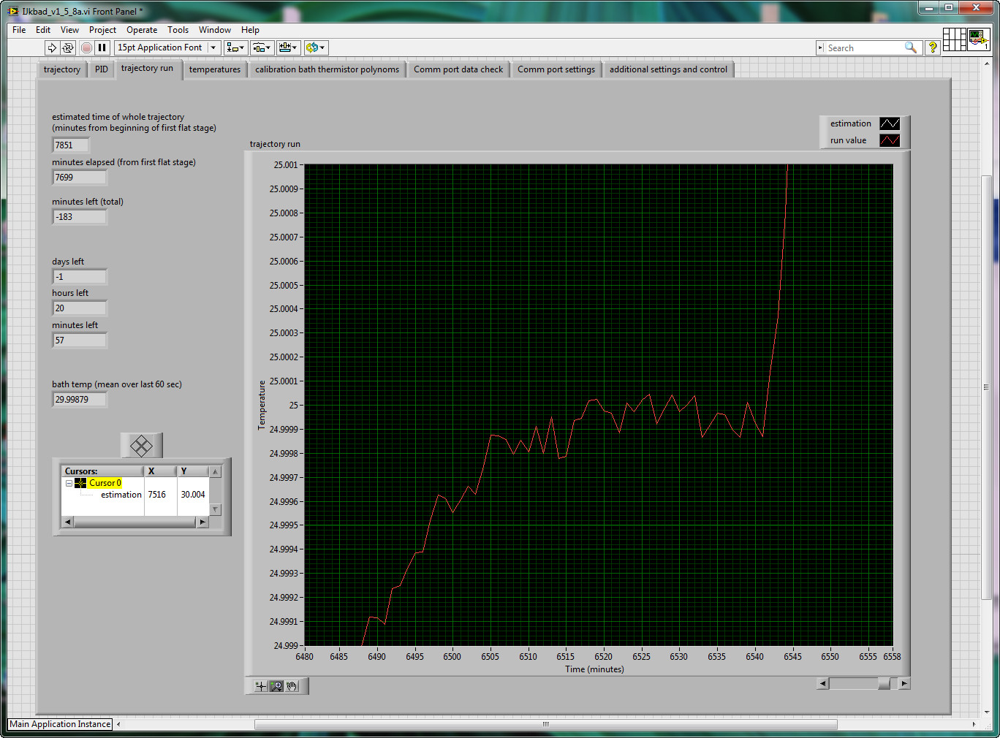 IJkbad_v1_5_8a.vi Front Panel *
File Edit View Project Operate Tools Window Help
15pt Application Font
Search
?
1
trajectory PID trajectory run temperatures calibration bath thermistor polynoms Comm port data check Comm port settings additional settings and control
estimated time of whole trajectory
(minutes from beginning of first flat stage)
7851
minutes elapsed (from first flat stage)
7699
minutes left (total)
-183
days left
-1
hours left
20
minutes left
57
bath temp (mean over last 60 sec)
29.99879
Cursors: X Y
Cursor 0
estimation 7516 30.004
estimation
run value
trajectory run
25.001
25.0009
25.0008
25.0007
25.0006
25.0005
25.0004
25.0003
25.0002
25.0001
25
24.9999
24.9998
24.9997
24.9996
24.9995
24.9994
24.9993
24.9992
24.9991
24.999
Temperature
6480 6485 6490 6495 6500 6505 6510 6515 6520 6525 6530 6535 6540 6545 6550 6555 6558
Time (minutes)
Main Application Instance